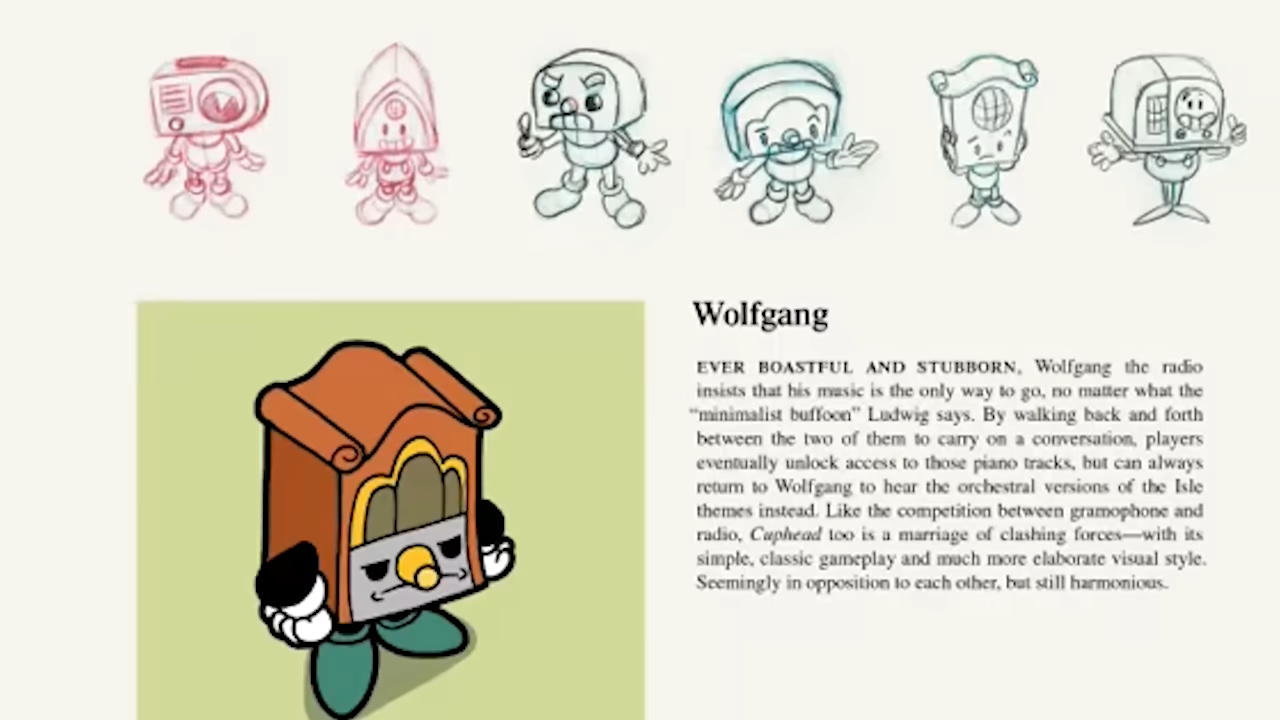 Wolfgang
EVER BOASTFUL AND STUBBORN, Wolfgang the radio
insists that his music is the only way to go, no matter what the
“minimalist buffoon” Ludwig says. By walking back and forth
between the two of them to carry on a conversation, players
eventually unlock access to those piano tracks, but can always
return to Wolfgang to hear the orchestral versions of the Isle
themes instead. Like the competition between gramophone and
radio, Cuphead too is a marriage of clashing forces—with its
simple, classic gameplay and much more elaborate visual style.
Seemingly in opposition to each other, but still harmonious.